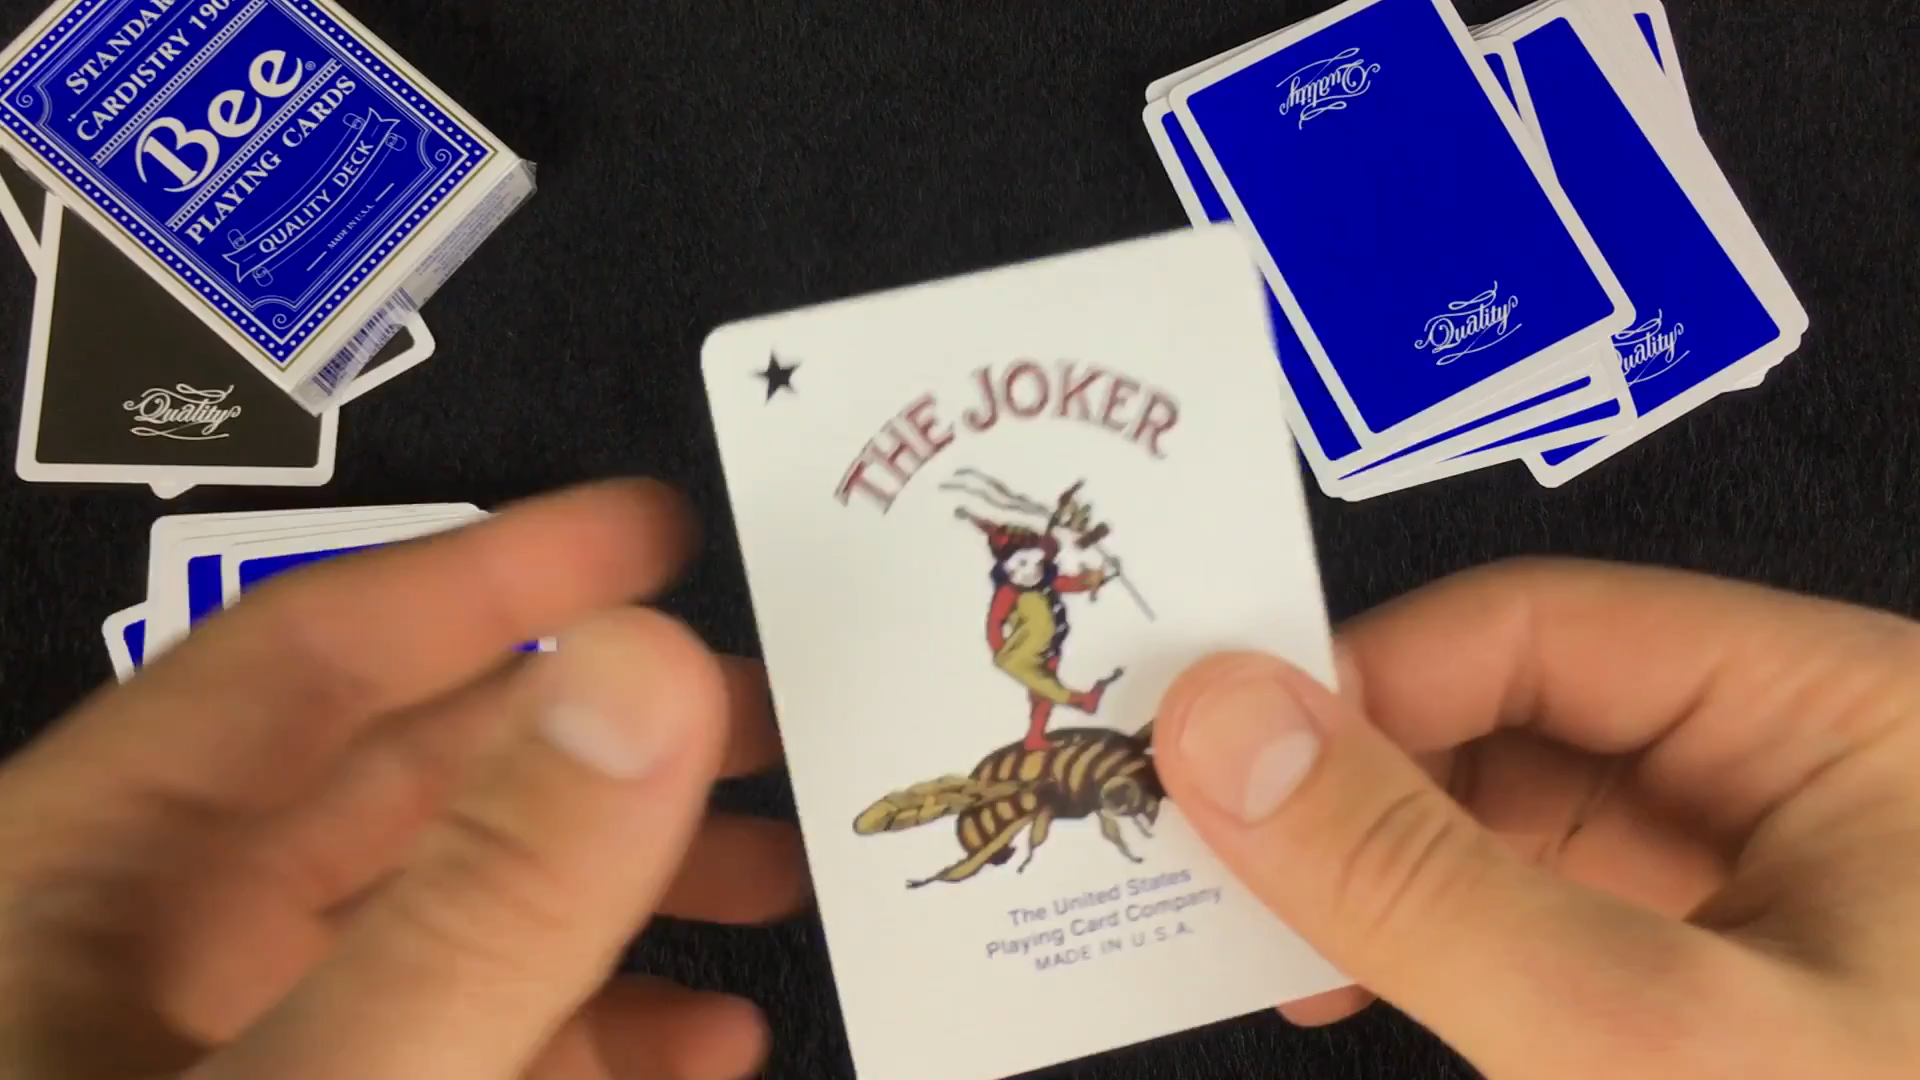 STANDAR
CARDISTRY 190
Bee®
PLAYING CARDS
QUALITY DECK
MADE IN U.S.A.
Quality
Quality
Quality
Quality
THE JOKER
The United States
Playing Card Company
MADE IN U.S.A.